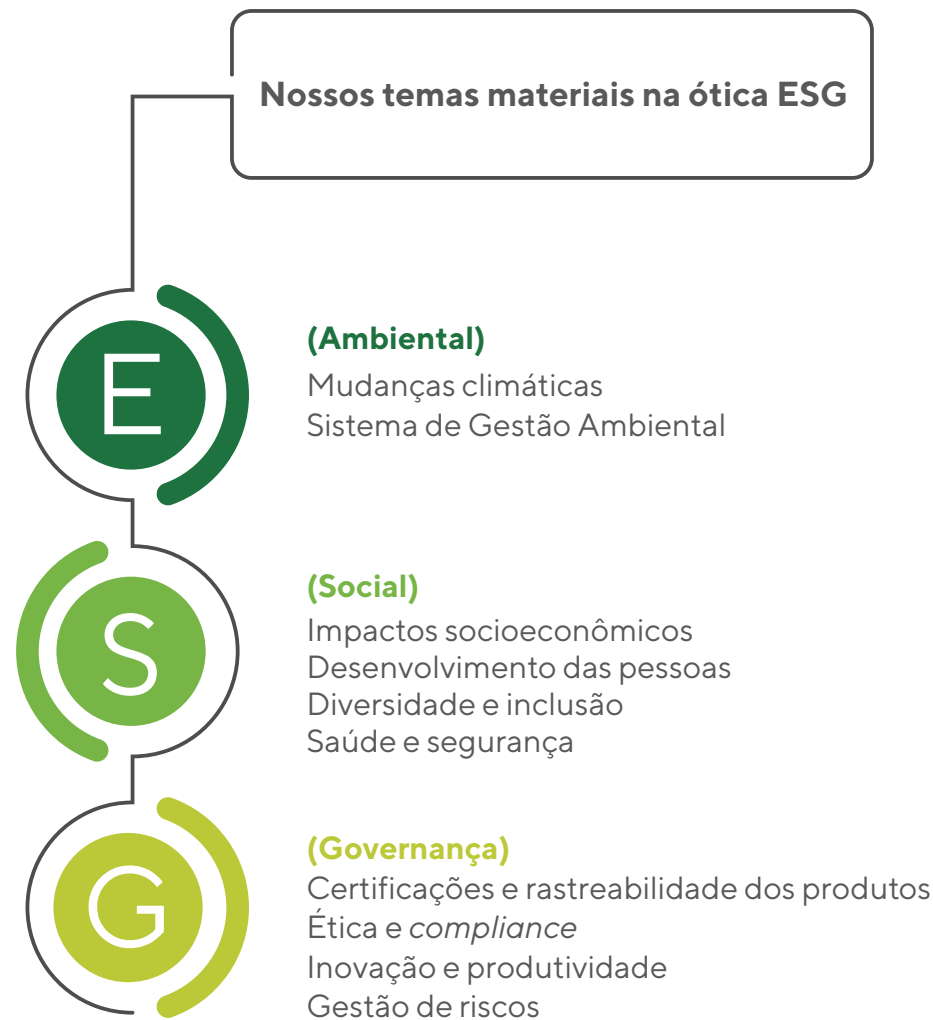 Nossos temas materiais na ótica ESG
E
(Ambiental)
Mudanças climáticas
Sistema de Gestão Ambiental
S
(Social)
Impactos socioeconômicos
Desenvolvimento das pessoas
Diversidade e inclusão
Saúde e segurança
G
(Governança)
Certificações e rastreabilidade dos produtos
Ética e compliance
Inovação e produtividade
Gestão de riscos